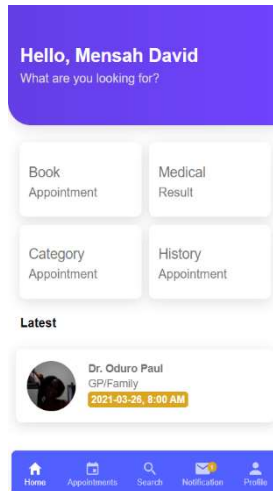 Hello, Mensah David
What are you looking for?
Book
Appointment
Medical
Result
Category
Appointment
History
Appointment
Latest
Dr. Oduro Paul
GP/Family
2021-03-26, 8:00 AM
Home Appointments Search Notification Profile